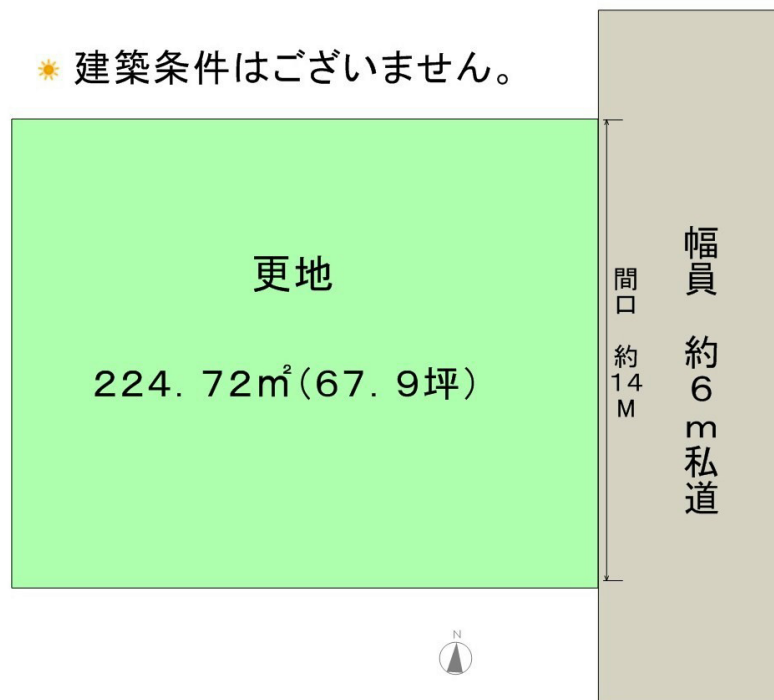 建築条件はございません。
更地
224. 72㎡(67. 9坪)
間口 約14M
幅員 約6m私道
N